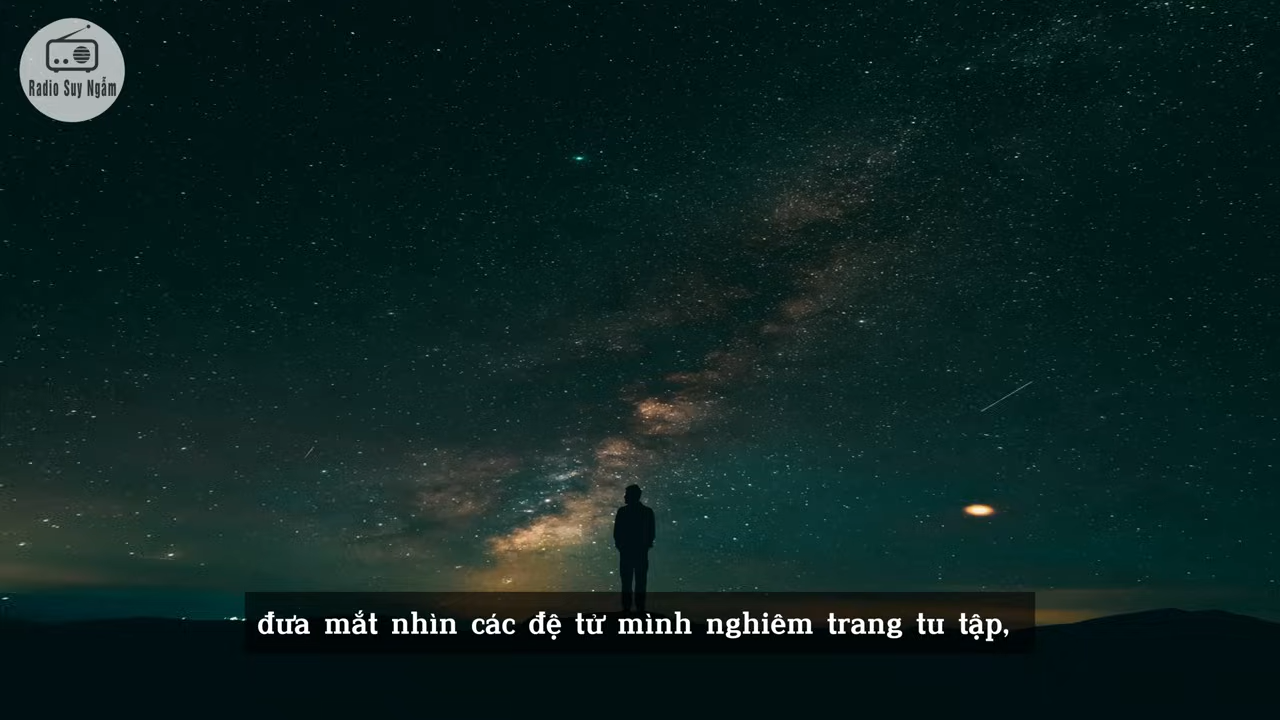 Radio Suy Ngẫm
đưa mắt nhìn các đệ tử mình nghiêm trang tu tập,